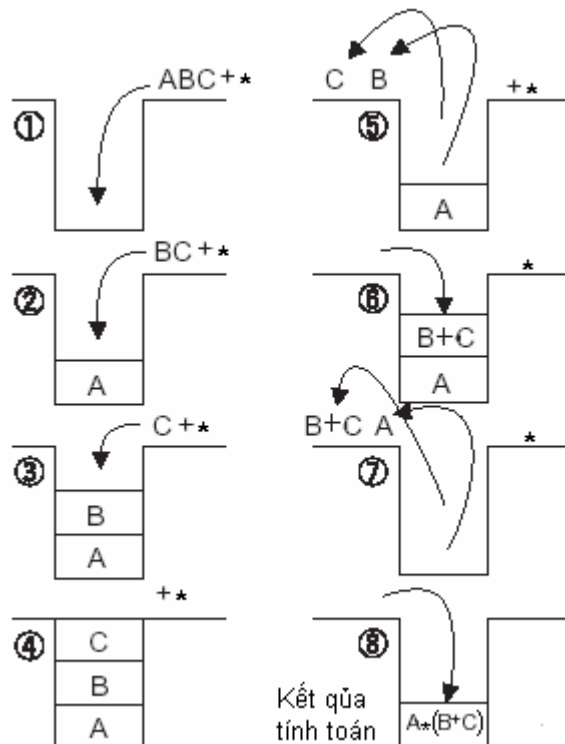 ①
ABC+*
②
BC+*
A
③
C+*
B
A
④
+*
C
B
A
⑤
C B
+*
A
⑥
*
B+C
A
⑦
B+C A
*
⑧
Kết qủa
tính toán
A*(B+C)